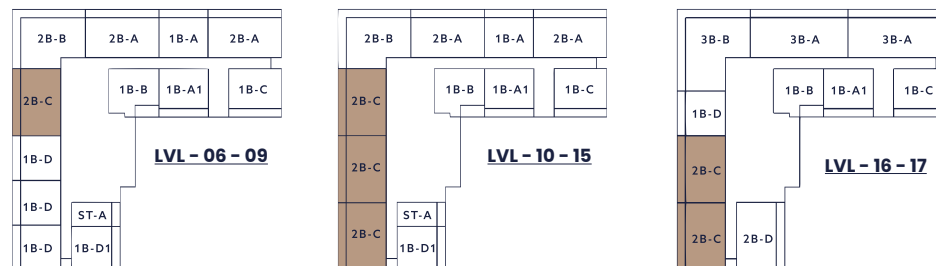 2B-B 2B-A 1B-A 2B-A
2B-C 1B-B 1B-A1 1B-C
1B-D
LVL - 06 - 09
1B-D
ST-A
1B-D 1B-D1
2B-B 2B-A 1B-A 2B-A
2B-C 1B-B 1B-A1 1B-C
2B-C
LVL - 10 - 15
ST-A
2B-C 1B-D1
3B-B 3B-A 3B-A
1B-B 1B-A1 1B-C
1B-D
2B-C
LVL - 16 - 17
2B-C 2B-D